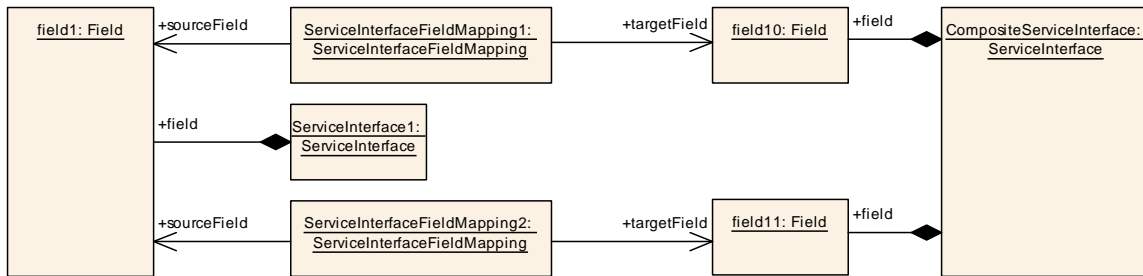 field1: Field
+sourceField
ServiceInterfaceFieldMapping1:
ServiceInterfaceFieldMapping
+targetField
field10: Field
+field
CompositeServiceInterface:
ServiceInterface
+field
ServiceInterface1:
ServiceInterface
+sourceField
ServiceInterfaceFieldMapping2:
ServiceInterfaceFieldMapping
+targetField
field11: Field
+field